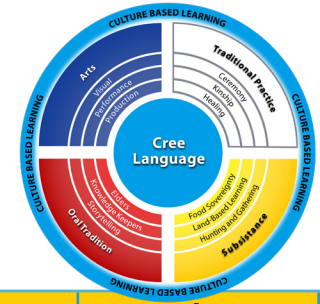 CULTURE BASED LEARNING
Arts
Visual
Performance
Production
Traditional Practice
Ceremony
Kinship
Healing
CULTURE BASED LEARNING
CULTURE BASED LEARNING
Cree
Language
Elders
Knowledge Keepers
Storytelling
Oral Tradition
Food Sovereignty
Land-Based Learning
Hunting and Gathering
Subsistance
CULTURE BASED LEARNING